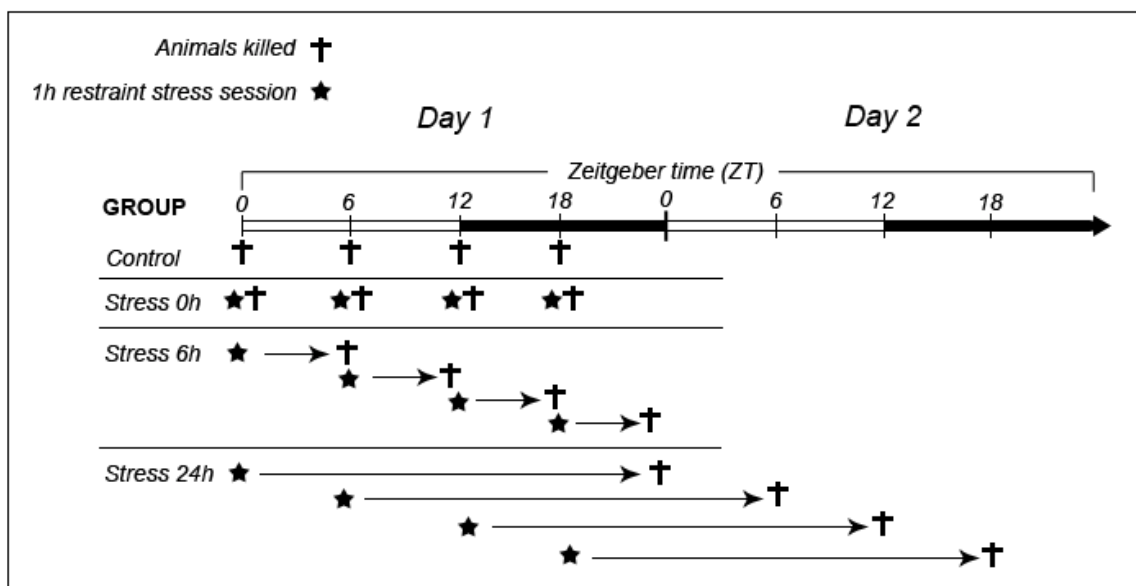 Animals killed
1h restraint stress session
Day 1 Day 2
Zeitgeber time (ZT)
GROUP 0 6 12 18 0 6 12 18
Control
Stress 0h
Stress 6h
Stress 24h